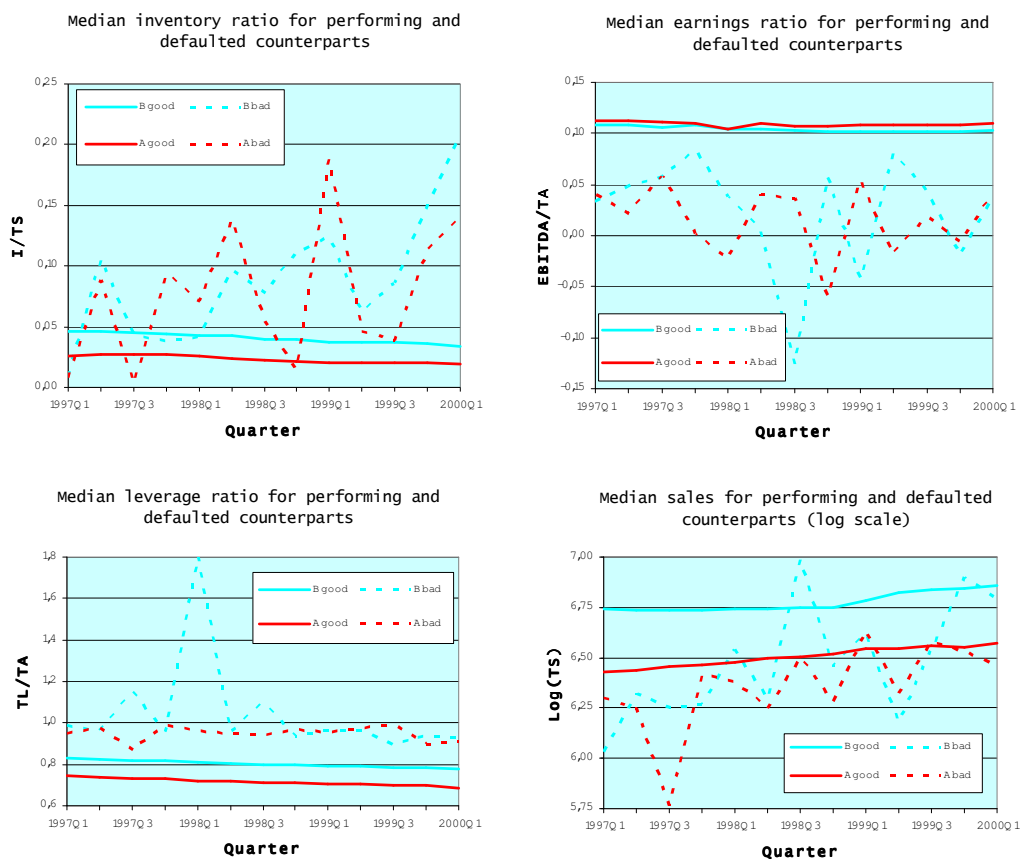 Median inventory ratio for performing and
defaulted counterparts
0,25
0,20
0,15
0,10
0,05
0,00
I/TS
Bgood Bbad
Agood Abad
1997Q1 1997Q3 1998Q1 1998Q3 1999Q1 1999Q3 2000Q1
Quarter
Median earnings ratio for performing and
defaulted counterparts
0,15
0,10
0,05
0,00
-0,05
-0,10
-0,15
EBITDA/TA
Bgood Bbad
Agood Abad
1997Q1 1997Q3 1998Q1 1998Q3 1999Q1 1999Q3 2000Q1
Quarter
Median leverage ratio for performing and
defaulted counterparts
1,8
1,6
1,4
1,2
1,0
0,8
0,6
TL/TA
Bgood Bbad
Agood Abad
1997Q1 1997Q3 1998Q1 1998Q3 1999Q1 1999Q3 2000Q1
Quarter
Median sales for performing and defaulted
counterparts (log scale)
7,00
6,75
6,50
6,25
6,00
5,75
Log(TS)
Bgood Bbad
Agood Abad
1997Q1 1997Q3 1998Q1 1998Q3 1999Q1 1999Q3 2000Q1
Quarter